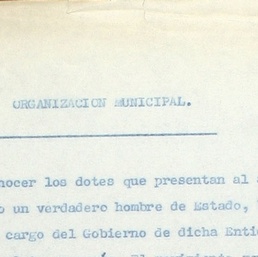 ORGANIZACION MUNICIPAL.
nocer los dotes que presentan al
o un verdadero hombre de Estado,
cargo del Gobierno de dicha Enti